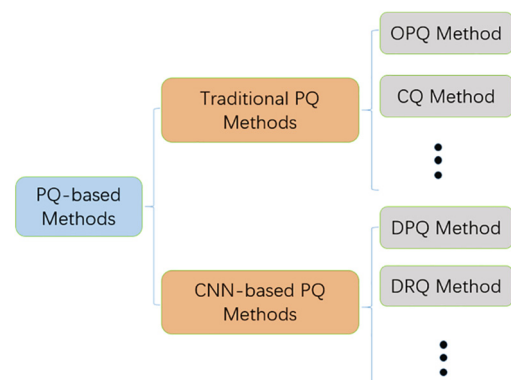 PQ-based
Methods
Traditional PQ
Methods
OPQ Method
CQ Method
CNN-based PQ
Methods
DPQ Method
DRQ Method